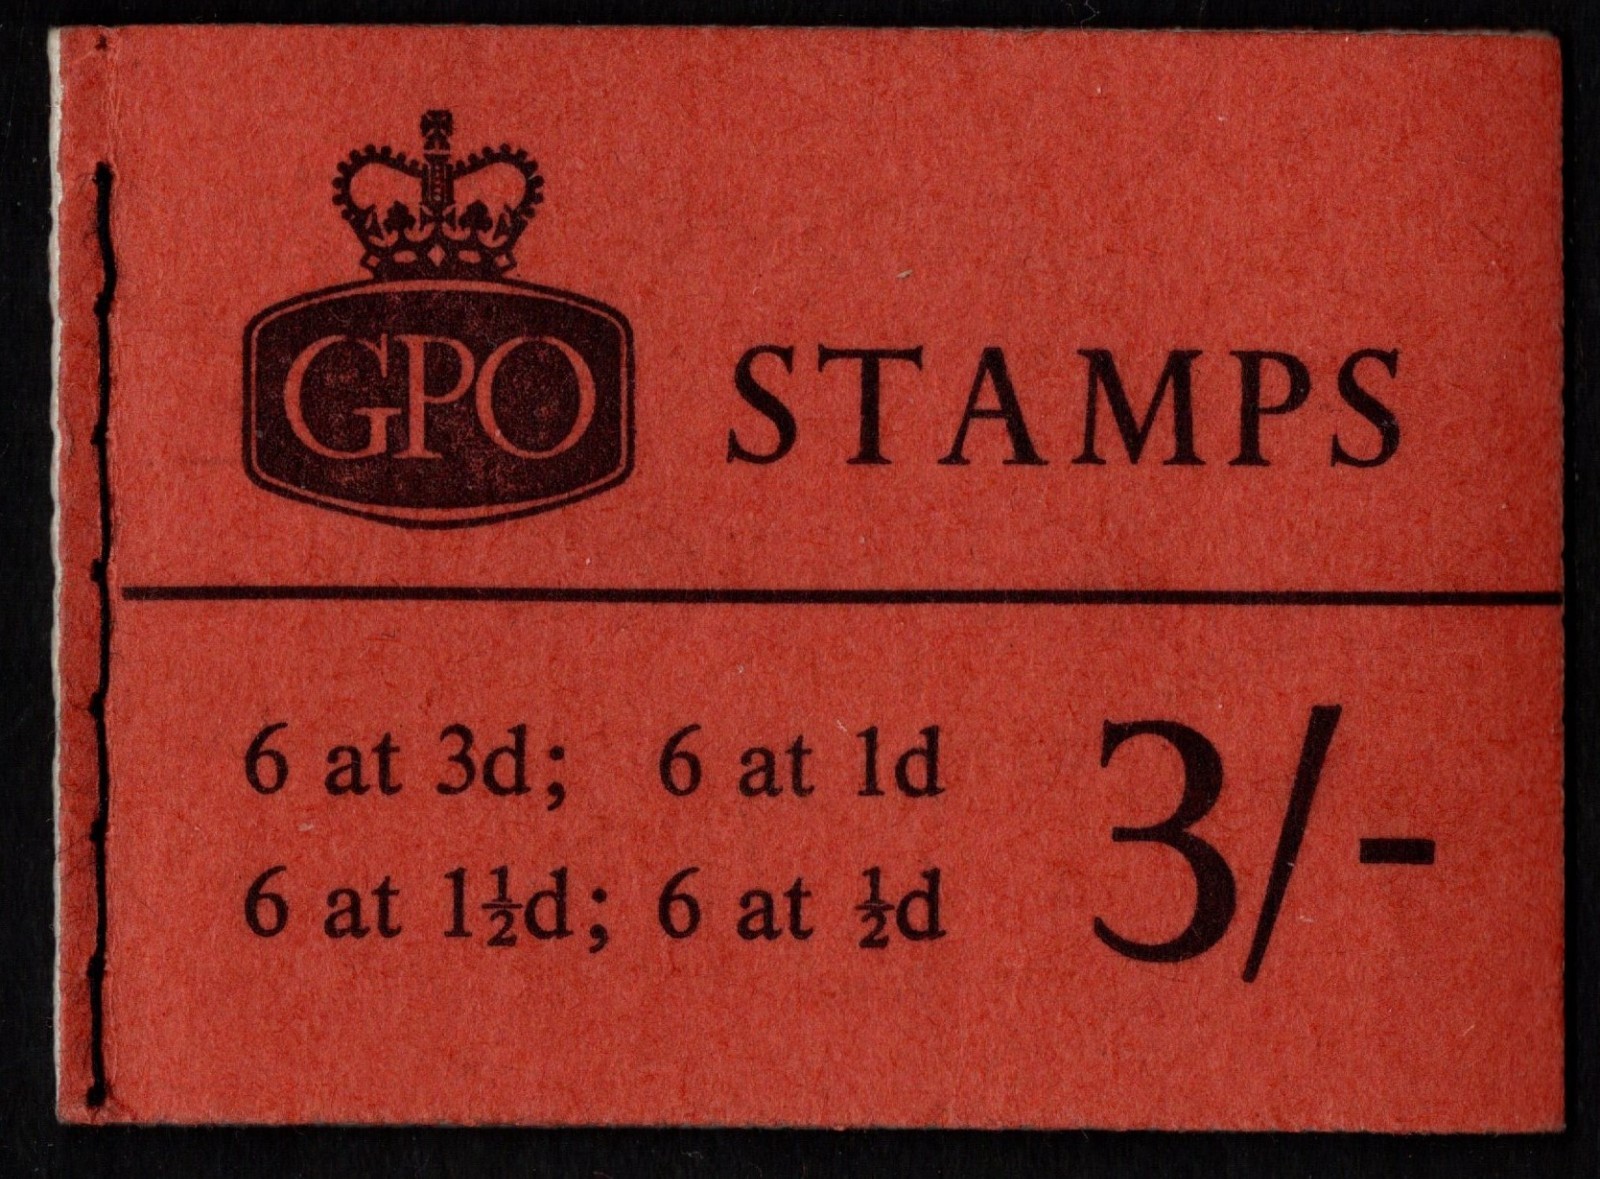 GPO STAMPS
6 at 3d; 6 at 1d
6 at 1½d; 6 at ½d
3/-